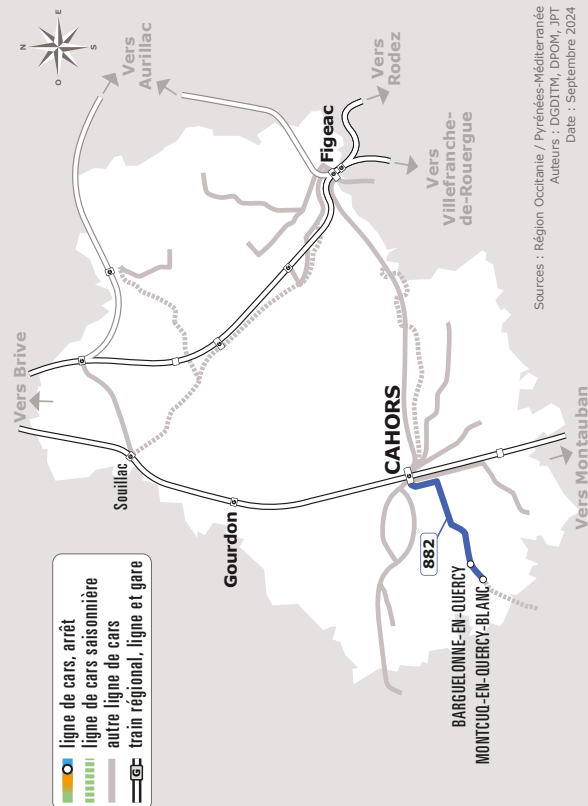 N
E
S
O
Vers
Aurillac
Vers Brive
Vers
Rodez
Figeac
Vers
Villefranche-
de-Rouergue
Souillac
Gourdon
CAHORS
882
BARGUELONNE-EN-QUERCY
MONTCUQ-EN-QUERCY-BLANC
Vers Montauban
ligne de cars, arrêt
ligne de cars saisonnière
autre ligne de cars
G train régional, ligne et gare
Sources : Région Occitanie / Pyrénées-Méditerranée
Auteurs : DGDITM, DPOM, JPT
Date : Septembre 2024